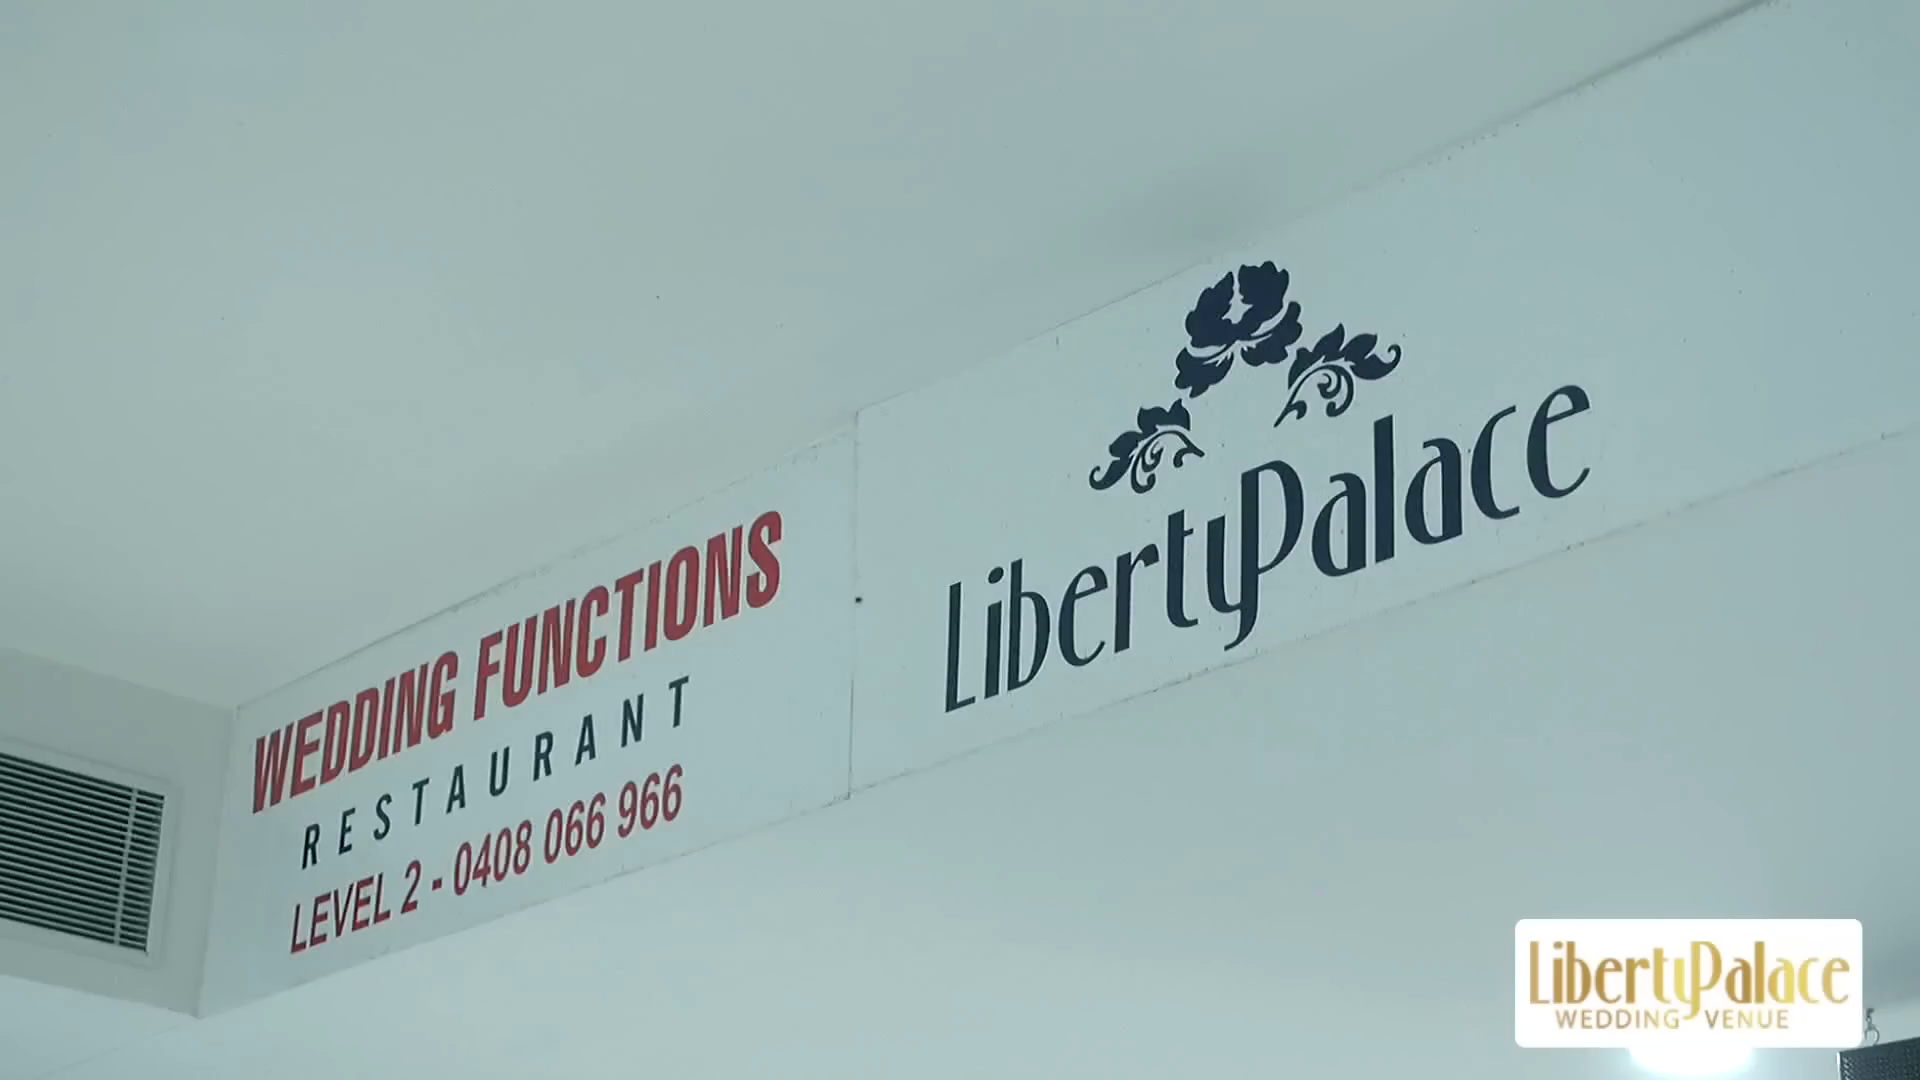 WEDDING FUNCTIONS
RESTAURANT
LEVEL 2 - 0408 066 966
LibertyPalace
LibertyPalace
WEDDING VENUE